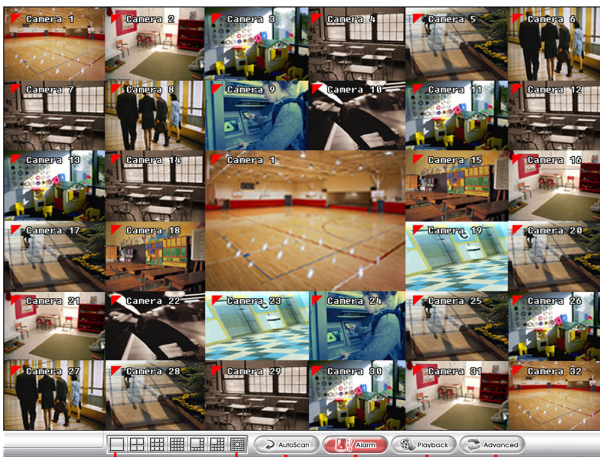 Camera 1
Camera 2
Camera 3
Camera 4
Camera 5
Camera 6
Camera 7
Camera 8
Camera 9
Camera 10
Camera 11
Camera 12
Camera 13
Camera 14
Camera 1
Camera 15
Camera 16
Camera 17
Camera 18
Camera 19
Camera 20
Camera 21
Camera 22
Camera 23
Camera 24
Camera 25
Camera 26
Camera 27
Camera 28
Camera 29
Camera 30
Camera 31
Camera 32
AutoScan
Alarm
Playback
Advanced